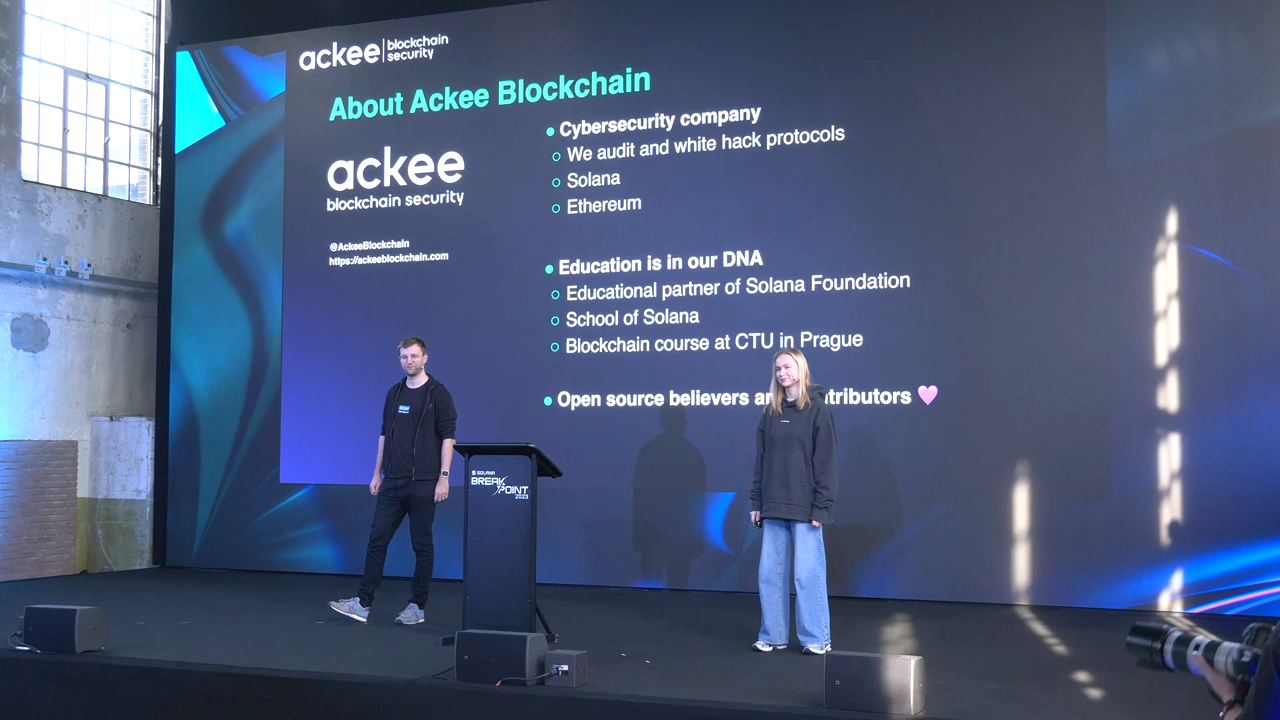 ackee blockchain security
About Ackee Blockchain
ackee
blockchain security
@AckeeBlockchain
https://ackeeblockchain.com
Cybersecurity company
We audit and white hack protocols
Solana
Ethereum
Education is in our DNA
Educational partner of Solana Foundation
School of Solana
Blockchain course at CTU in Prague
Open source believers
SOLANA
BREAKPOINT
2023